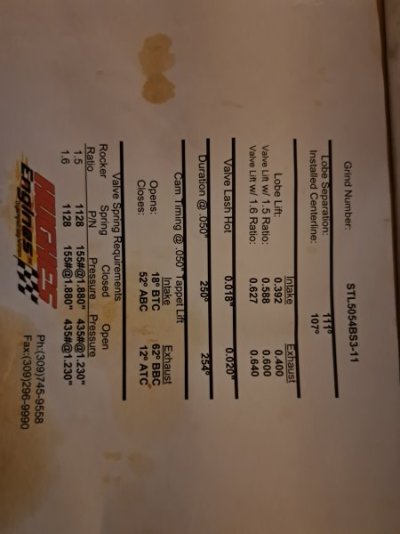 Grind Number: STL5054BS3-11
Lobe Separation: 111°
Installed Centerline: 107°
Intake Exhaust
Lobe Lift: 0.392 0.400
Valve Lift w/ 1.5 Ratio: 0.588 0.600
Valve Lift w/ 1.6 Ratio: 0.627 0.640
Valve Lash Hot 0.018" 0.020"
Duration @ .050" 250° 254°
Cam Timing @ .050" Tappet Lift
Intake Exhaust
Opens: 18° BTC 62° BBC
Closes: 52° ABC 12° ATC
Valve Spring Requirements
Rocker Spring Closed Open
Ratio P/N Pressure Pressure
1.5 1128 155#@1.880" 435#@1.230"
1.6 1128 155#@1.880" 435#@1.230"
HUGHES
Engines
Ph:(309)745-9558
Fax:(309)296-9990